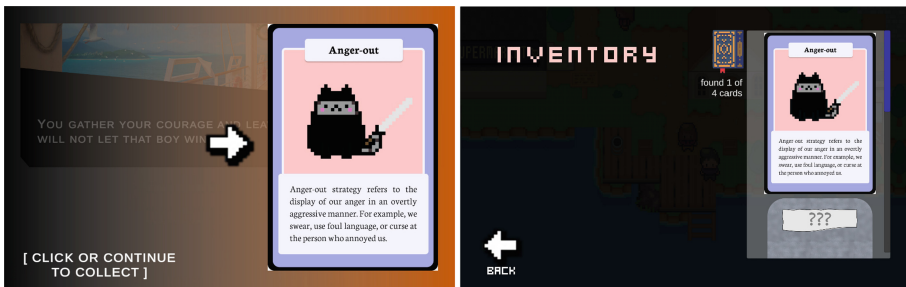 Anger-out
YOU GATHER YOUR COURAGE AND LEA
WILL NOT LET THAT BOY WIN
Anger-out strategy refers to the
display of our anger in an overtly
aggressive manner. For example, we
swear, use foul language, or curse at
the person who annoyed us.
[ CLICK OR CONTINUE
TO COLLECT ]
INVENTORY
found 1 of
4 cards
Anger-out
Anger-out strategy refers to the
display of our anger in an overtly
aggressive manner. For example, we
swear, use foul language, or curse at
the person who annoyed us.
???
BACK